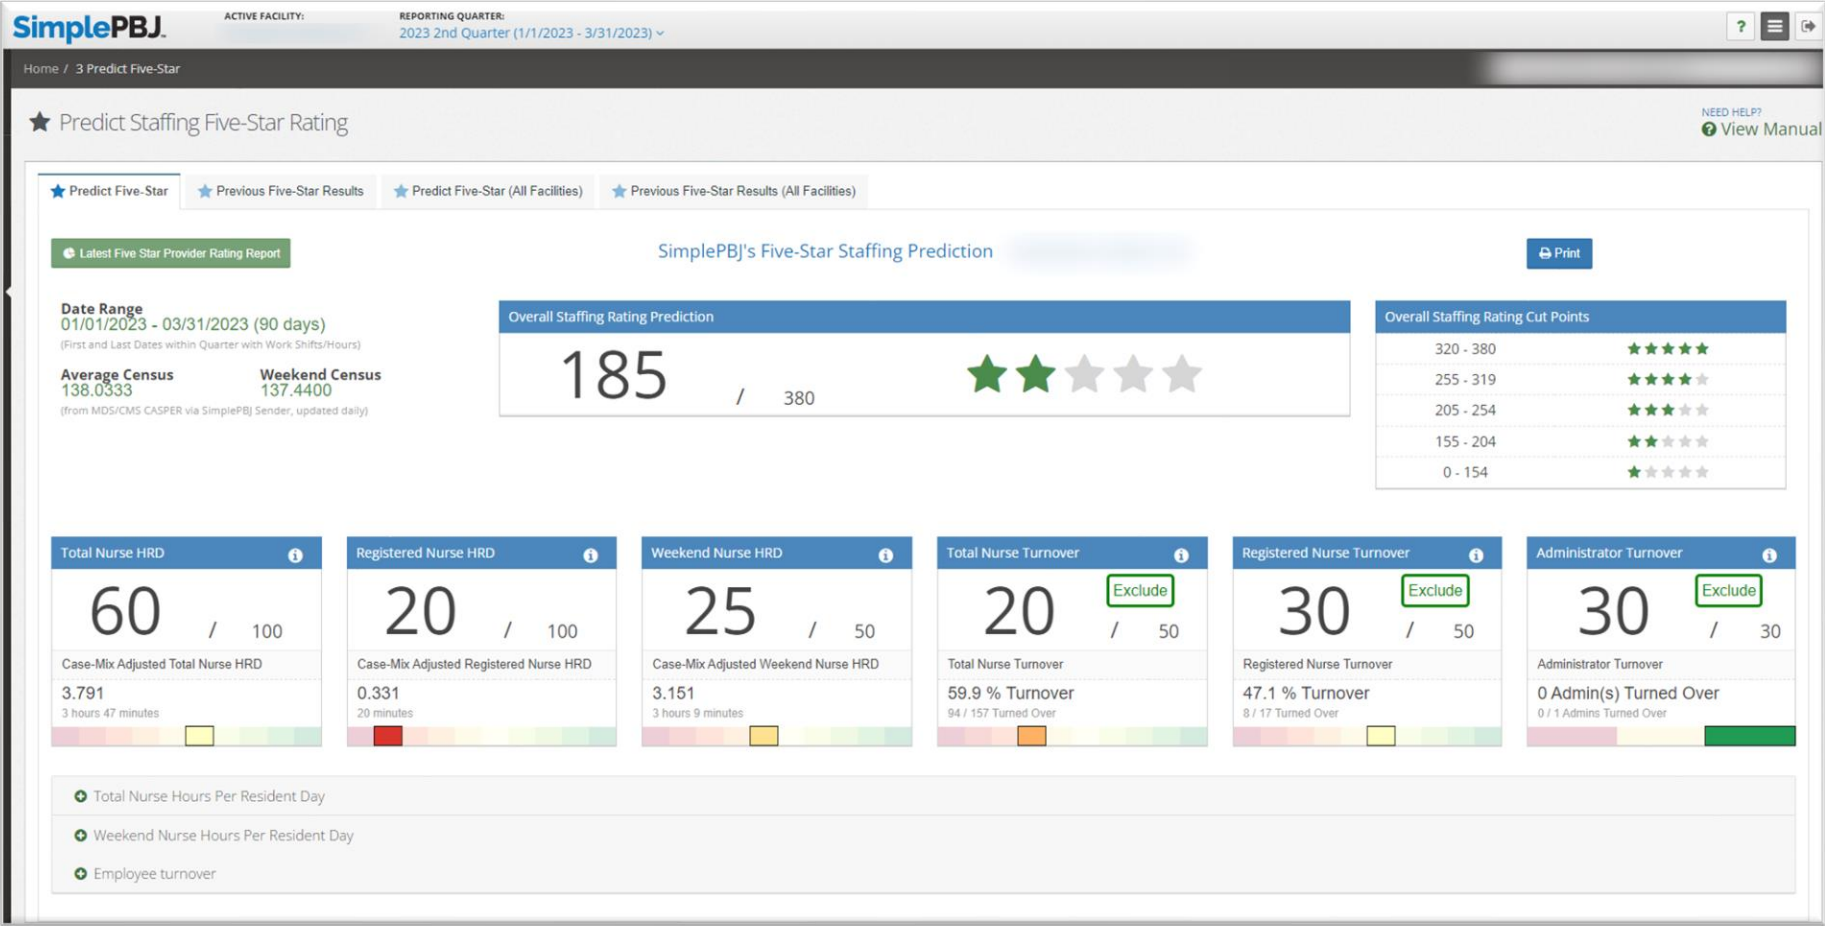 SimplePBJ.
ACTIVE FACILITY:
REPORTING QUARTER:
2023 2nd Quarter (1/1/2023 - 3/31/2023)
?
Home / 3 Predict Five-Star
Predict Staffing Five-Star Rating
NEED HELP?
View Manual
Predict Five-Star
Previous Five-Star Results
Predict Five-Star (All Facilities)
Previous Five-Star Results (All Facilities)
Latest Five Star Provider Rating Report
SimplePBJ's Five-Star Staffing Prediction
Print
Date Range
01/01/2023 - 03/31/2023 (90 days)
(First and Last Dates within Quarter with Work Shifts/Hours)
Average Census
138.0333
Weekend Census
137.4400
(from MDS/CMS CASPER via SimplePBJ Sender, updated daily)
Overall Staffing Rating Prediction
185 / 380
Overall Staffing Rating Cut Points
320 - 380
255 - 319
205 - 254
155 - 204
0 - 154
Total Nurse HRD
60 / 100
Case-Mix Adjusted Total Nurse HRD
3.791
3 hours 47 minutes
Registered Nurse HRD
20 / 100
Case-Mix Adjusted Registered Nurse HRD
0.331
20 minutes
Weekend Nurse HRD
25 / 50
Case-Mix Adjusted Weekend Nurse HRD
3.151
3 hours 9 minutes
Total Nurse Turnover
Exclude
20 / 50
Total Nurse Turnover
59.9 % Turnover
94 / 157 Turned Over
Registered Nurse Turnover
Exclude
30 / 50
Registered Nurse Turnover
47.1 % Turnover
8 / 17 Turned Over
Administrator Turnover
Exclude
30 / 30
Administrator Turnover
0 Admin(s) Turned Over
0 / 1 Admins Turned Over
Total Nurse Hours Per Resident Day
Weekend Nurse Hours Per Resident Day
Employee turnover